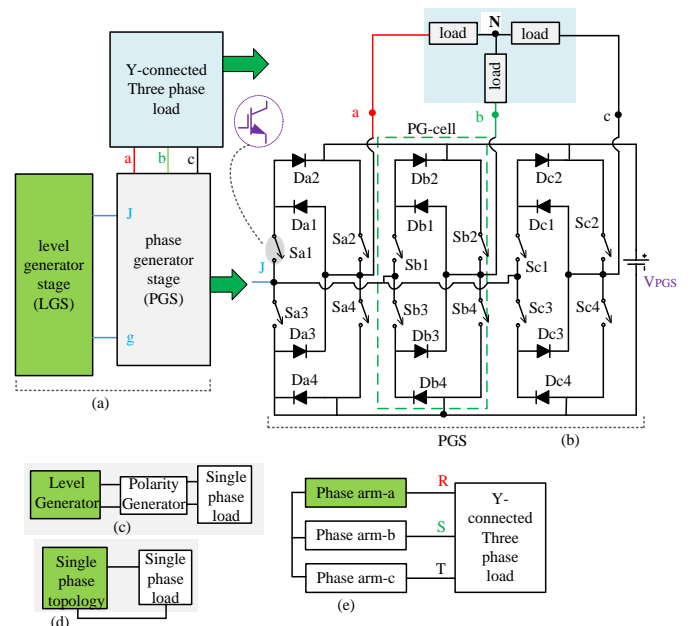 Y-connected
Three phase
load
a
b
c
level
generator
stage
(LGS)
J
g
phase
generator
stage
(PGS)
(a)
load
N
load
load
a
b
c
PG-cell
Da2
Db2
Dc2
Da1
Db1
Dc1
Sa1
Sa2
Sb1
Sb2
Sc1
Sc2
J
Sa3
Sa4
Sb3
Sb4
Sc3
Sc4
Da3
Db3
Dc3
Da4
Db4
Dc4
VPGS
PGS
(b)
Level
Generator
Polarity
Generator
Single
phase
load
(c)
Single
phase
topology
Single
phase
load
(d)
Phase arm-a
Phase arm-b
Phase arm-c
R
S
T
Y-
connected
Three
phase
load
(e)